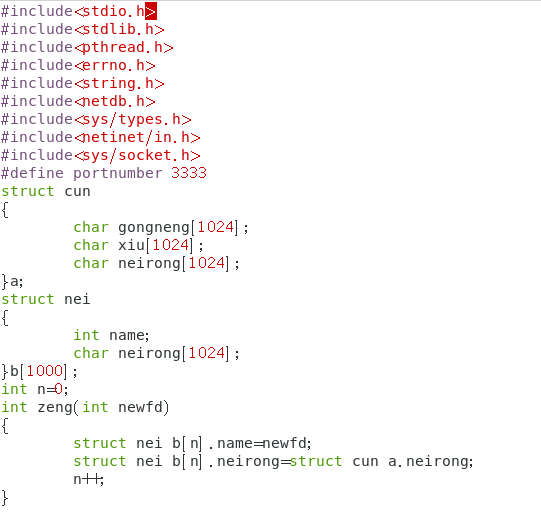 #include<stdio.h>
#include<stdlib.h>
#include<pthread.h>
#include<errno.h>
#include<string.h>
#include<netdb.h>
#include<sys/types.h>
#include<netinet/in.h>
#include<sys/socket.h>
#define portnumber 3333
struct cun
{
        char gongneng[1024];
        char xiu[1024];
        char neirong[1024];
}a;
struct nei
{
        int name;
        char neirong[1024];
}b[1000];
int n=0;
int zeng(int newfd)
{
        struct nei b[n].name=newfd;
        struct nei b[n].neirong=struct cun a.neirong;
        n++;
}